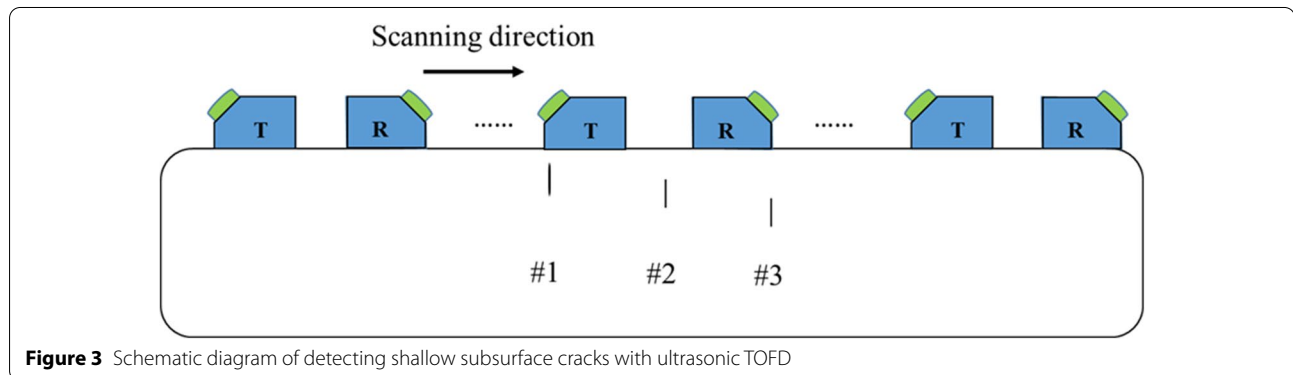 Scanning direction
T R ...... T R ...... T R
#1 #2 #3
Figure 3 Schematic diagram of detecting shallow subsurface cracks with ultrasonic TOFD